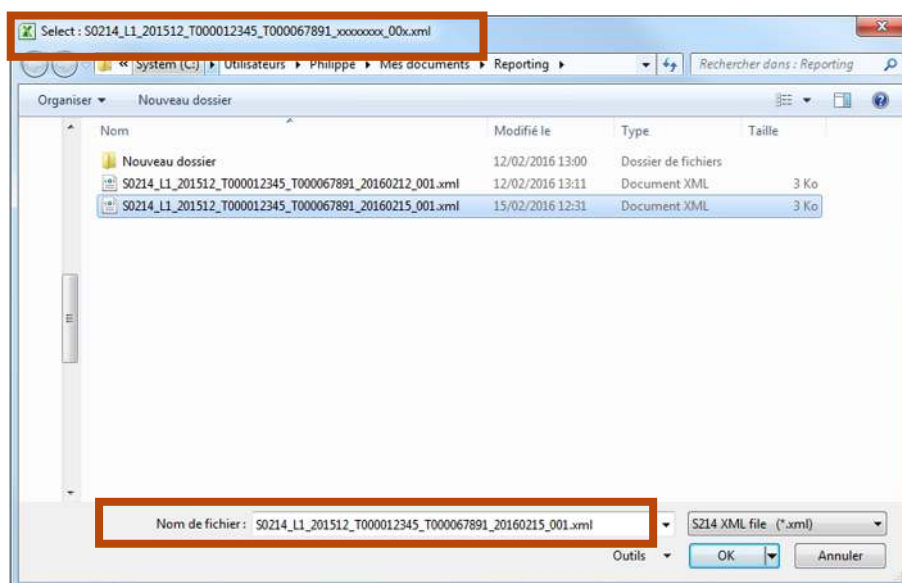 Select : S0214_L1_201512_T000012345_T000067891_xxxxxxxx_00x.xml
« System (C:) Utilisateurs Philippe Mes documents Reporting Rechercher dans : Reporting
Organiser Nouveau dossier
Nom Modifié le Type Taille
Nouveau dossier 12/02/2016 13:00 Dossier de fichiers
S0214_L1_201512_T000012345_T000067891_20160212_001.xml 12/02/2016 13:11 Document XML 3 Ko
S0214_L1_201512_T000012345_T000067891_20160215_001.xml 15/02/2016 12:31 Document XML 3 Ko
Nom de fichier : S0214_L1_201512_T000012345_T000067891_20160215_001.xml S214 XML file (*.xml)
Outils OK Annuler